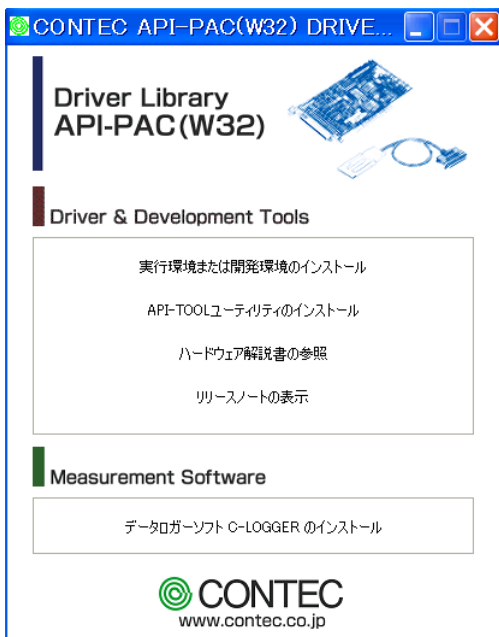 CONTEC API-PAC(W32) DRIVE...
Driver Library
API-PAC(W32)
Driver & Development Tools
実行環境または開発環境のインストール
API-TOOLユーティリティのインストール
ハードウェア解説書の参照
リリースノートの表示
Measurement Software
データロガーソフト C-LOGGER のインストール
CONTEC
www.contec.co.jp